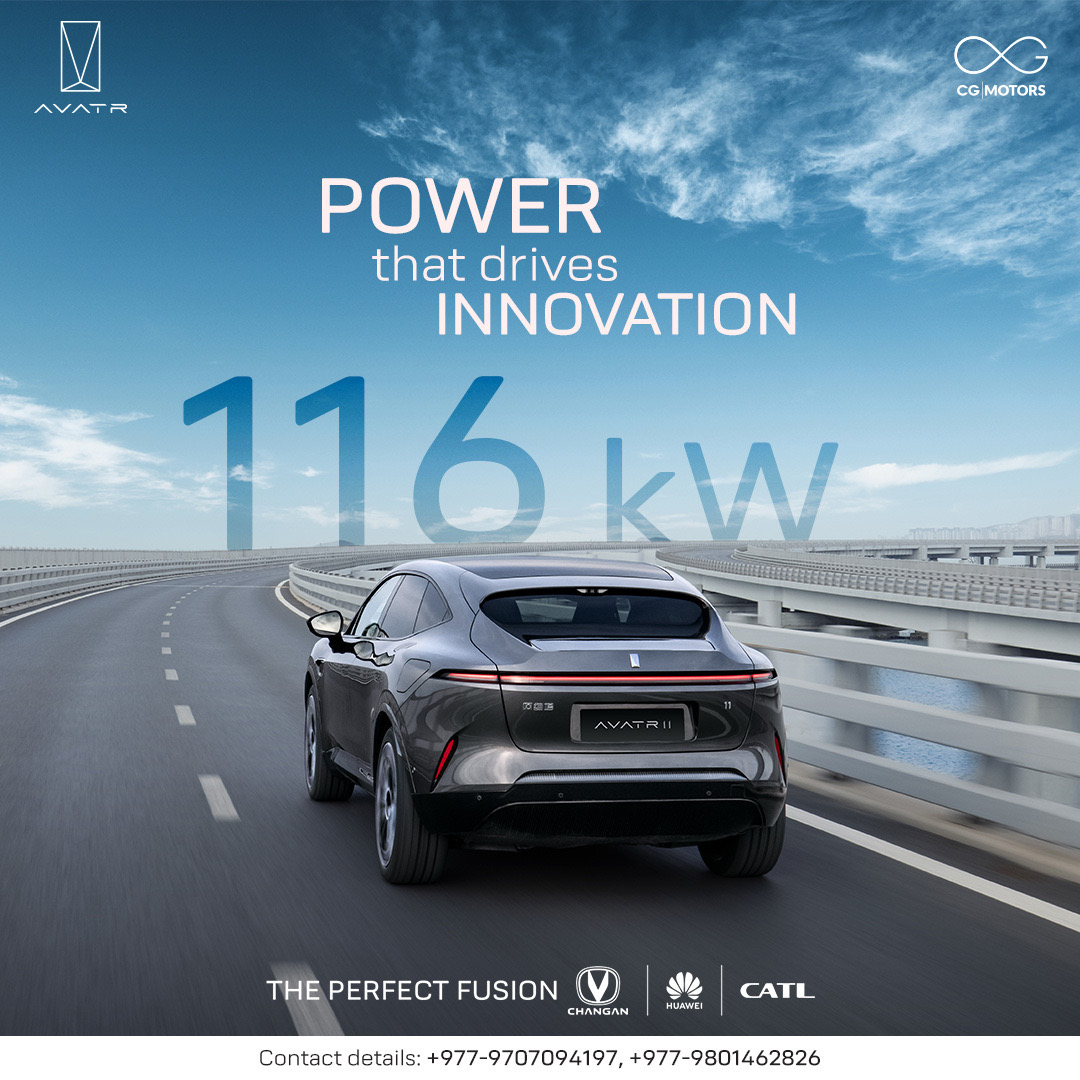 AVATR
CG
CG|MOTORS
POWER
that drives
INNOVATION
116 kW
AVATR 11
11
THE PERFECT FUSION
CHANGAN
HUAWEI
CATL
Contact details: +977-9707094197, +977-9801462826